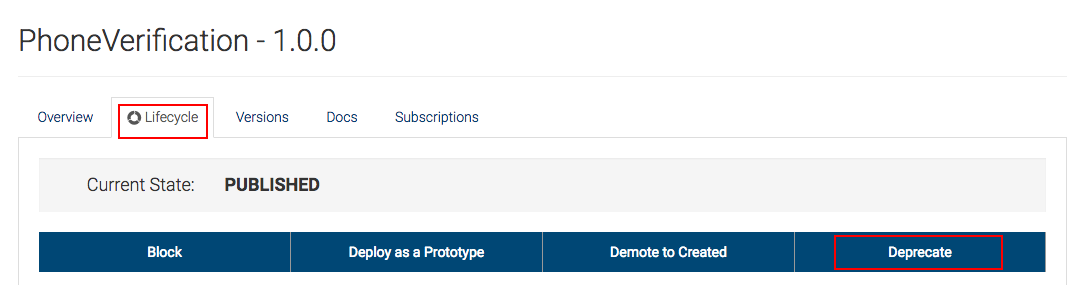 PhoneVerification - 1.0.0
Overview Lifecycle Versions Docs Subscriptions
Current State: PUBLISHED
Block Deploy as a Prototype Demote to Created Deprecate